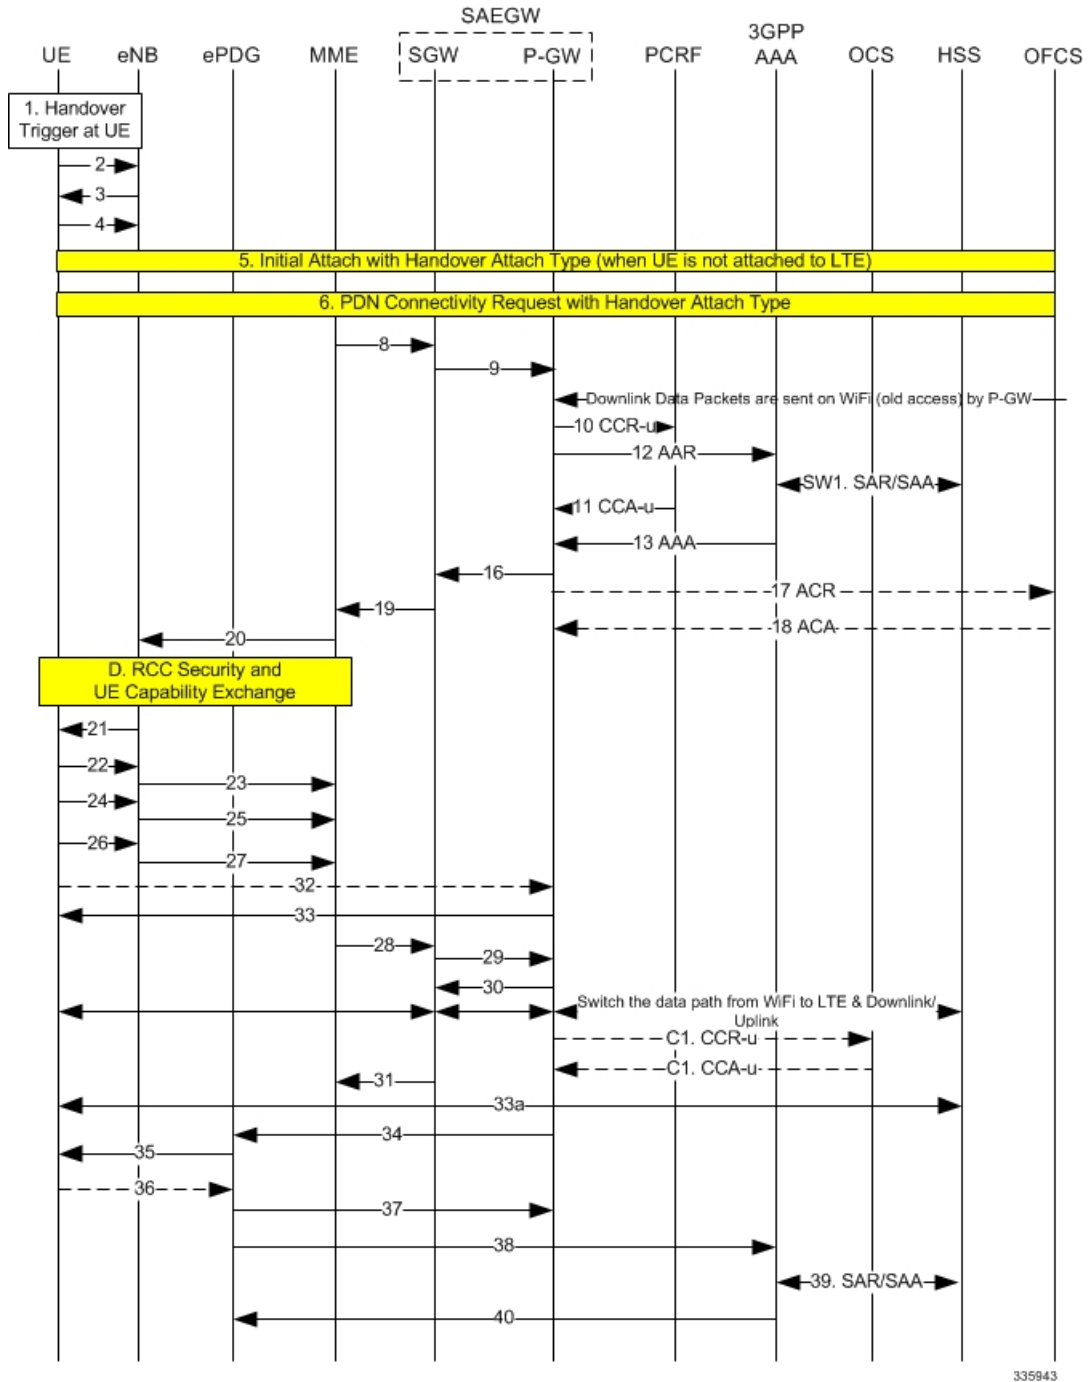 SAEGW
3GPP
UE eNB ePDG MME SGW P-GW PCRF AAA OCS HSS OFCS
1. Handover
Trigger at UE
2
3
4
5. Initial Attach with Handover Attach Type (when UE is not attached to LTE)
6. PDN Connectivity Request with Handover Attach Type
8
9
Downlink Data Packets are sent on WiFi (old access) by P-GW
10 CCR-u
12 AAR
SW1. SAR/SAA
11 CCA-u
13 AAA
16
17 ACR
19
18 ACA
20
D. RCC Security and
UE Capability Exchange
21
22
23
24
25
26
27
32
33
28
29
30
Switch the data path from WiFi to LTE & Downlink/
Uplink
C1. CCR-u
C1. CCA-u
31
33a
34
35
36
37
38
39. SAR/SAA
40
335943